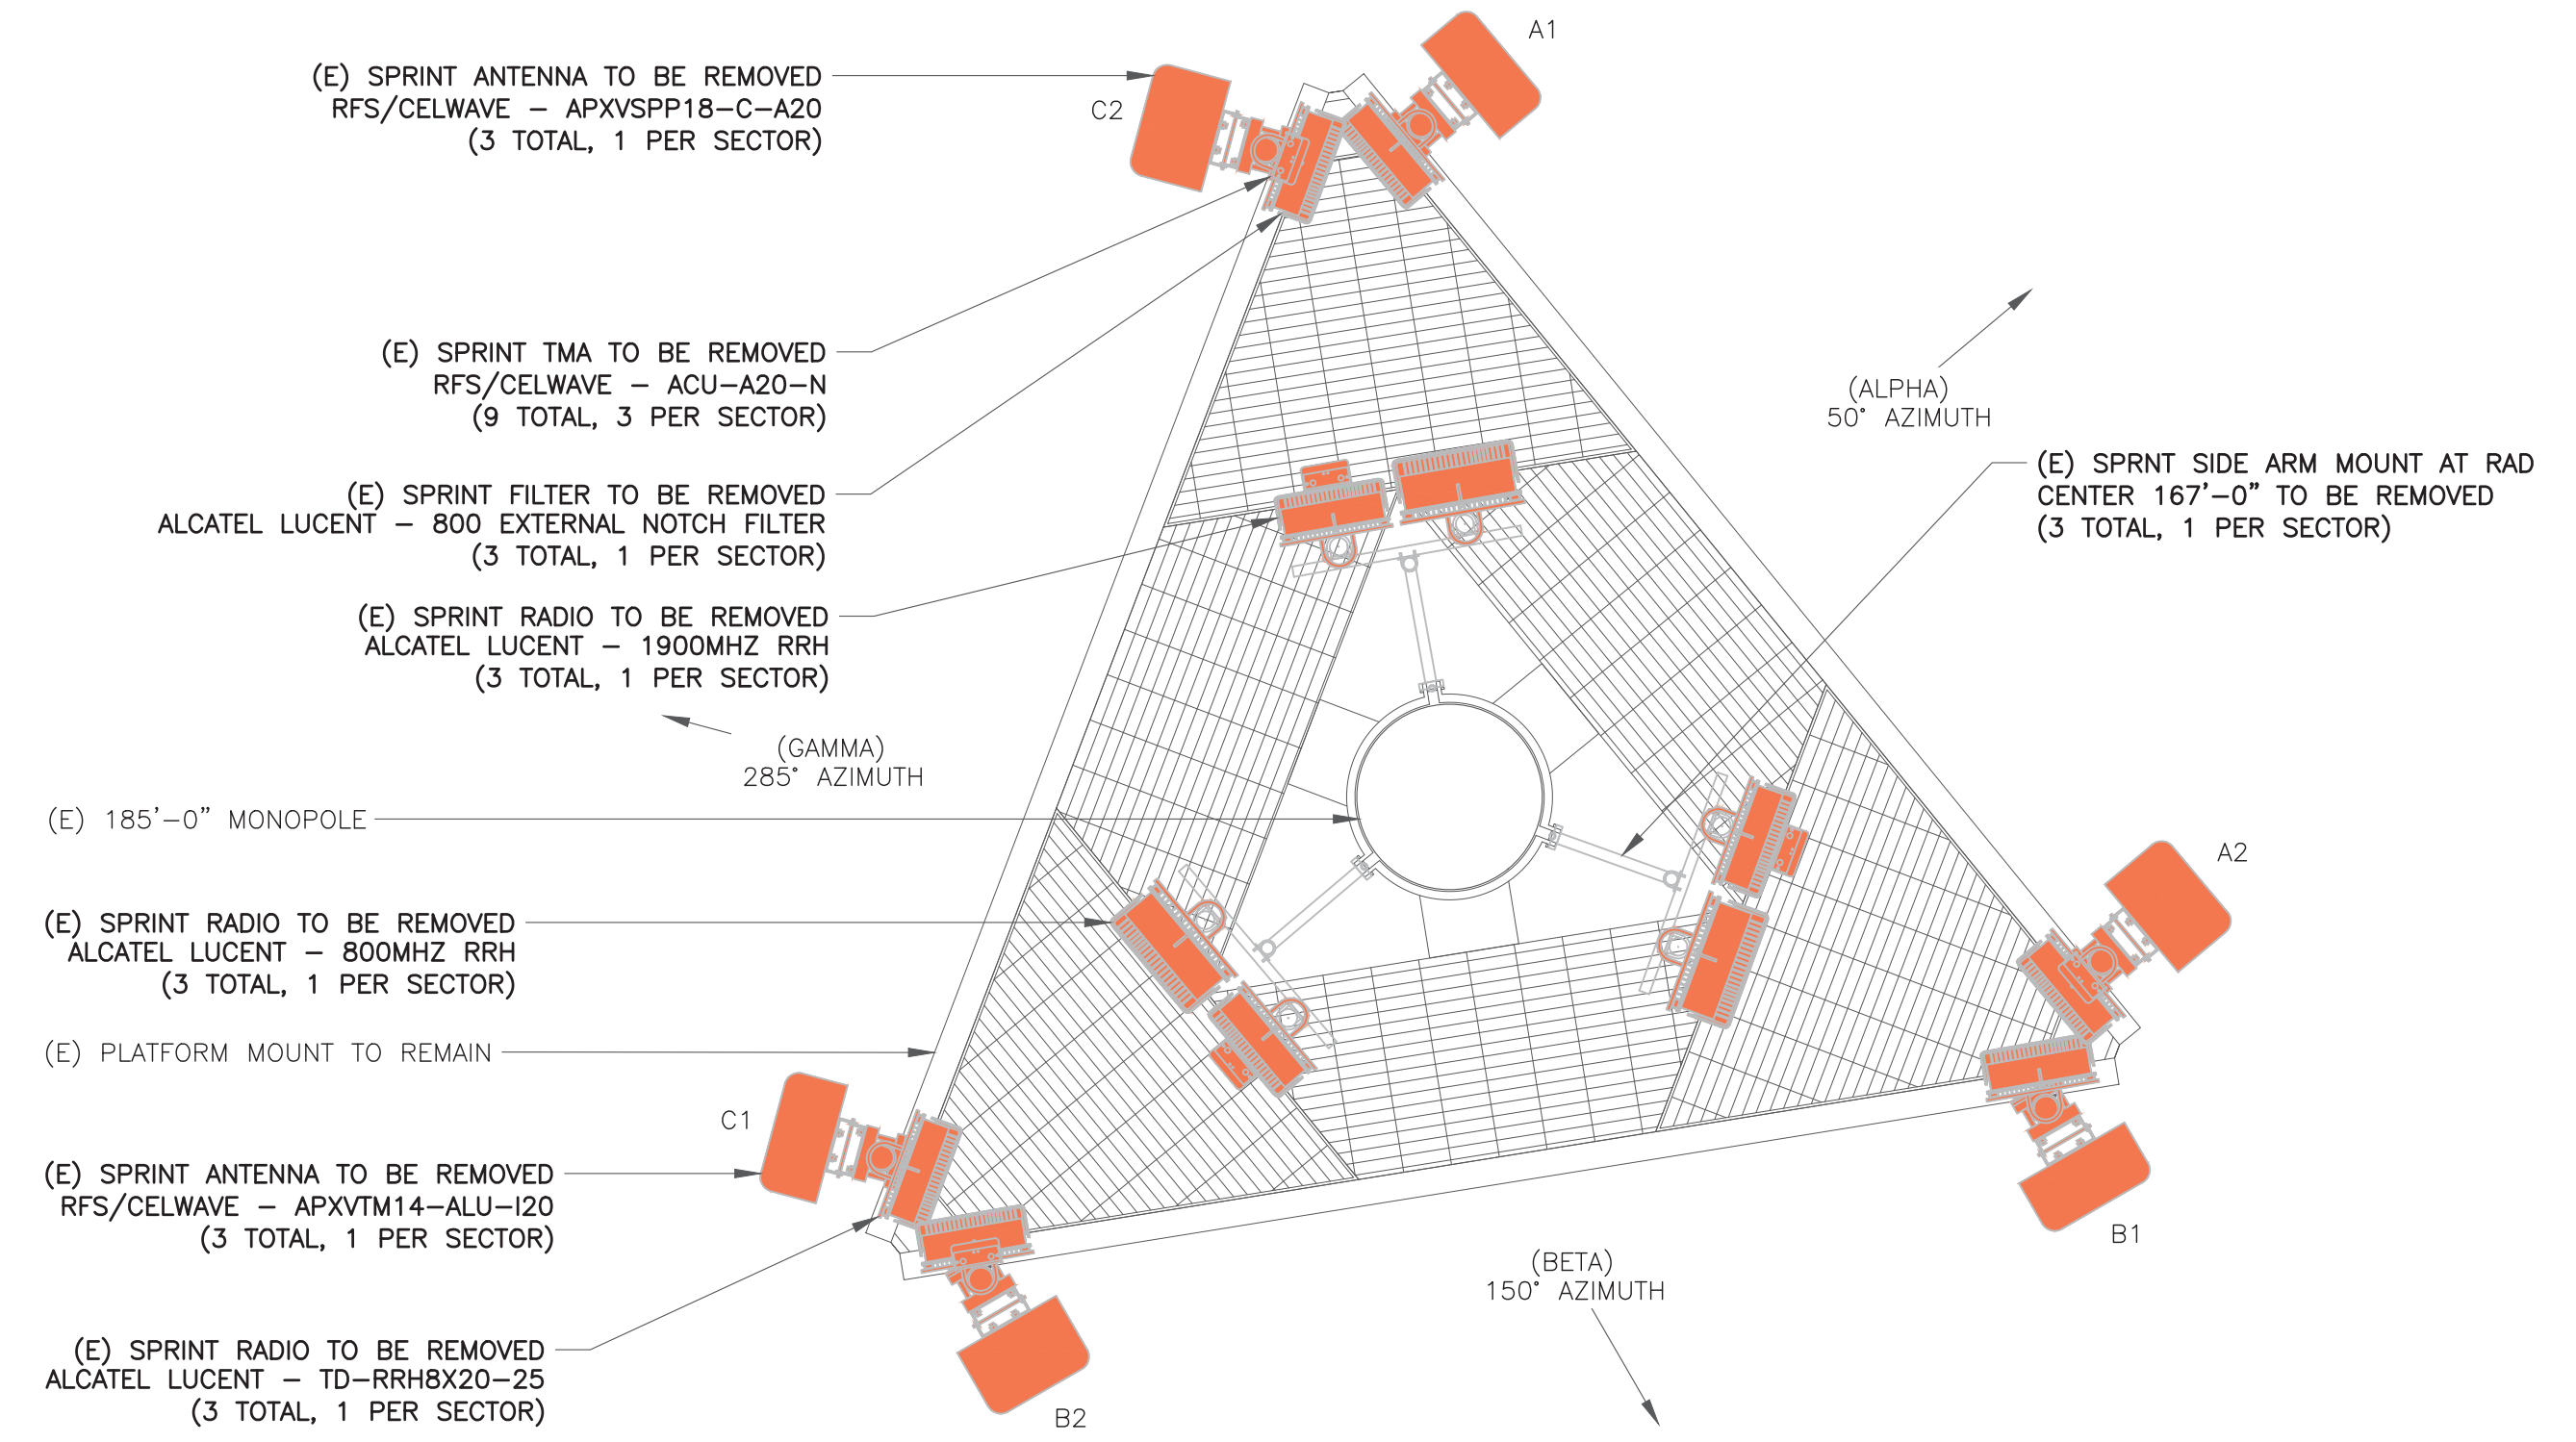 A1
(E) SPRINT ANTENNA TO BE REMOVED
RFS/CELWAVE – APXVSPP18–C–A20
(3 TOTAL, 1 PER SECTOR)
C2
(E) SPRINT TMA TO BE REMOVED
RFS/CELWAVE – ACU–A20–N
(9 TOTAL, 3 PER SECTOR)
(ALPHA)
50° AZIMUTH
(E) SPRNT SIDE ARM MOUNT AT RAD
CENTER 167'–0" TO BE REMOVED
(3 TOTAL, 1 PER SECTOR)
(E) SPRINT FILTER TO BE REMOVED
ALCATEL LUCENT – 800 EXTERNAL NOTCH FILTER
(3 TOTAL, 1 PER SECTOR)
(E) SPRINT RADIO TO BE REMOVED
ALCATEL LUCENT – 1900MHZ RRH
(3 TOTAL, 1 PER SECTOR)
(GAMMA)
285° AZIMUTH
(E) 185'–0" MONOPOLE
A2
(E) SPRINT RADIO TO BE REMOVED
ALCATEL LUCENT – 800MHZ RRH
(3 TOTAL, 1 PER SECTOR)
(E) PLATFORM MOUNT TO REMAIN
C1
(E) SPRINT ANTENNA TO BE REMOVED
RFS/CELWAVE – APXVTM14–ALU–I20
(3 TOTAL, 1 PER SECTOR)
B1
(BETA)
150° AZIMUTH
(E) SPRINT RADIO TO BE REMOVED
ALCATEL LUCENT – TD–RRH8X20–25
(3 TOTAL, 1 PER SECTOR)
B2